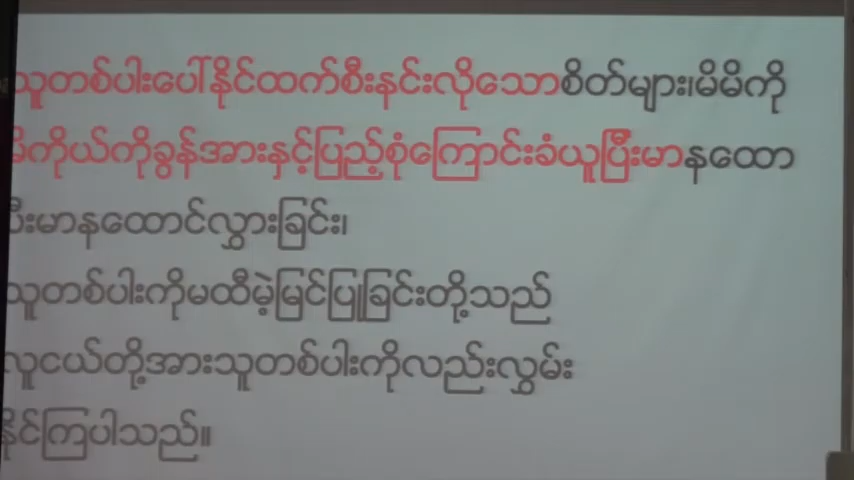 သူတစ်ပါးပေါ်နိုင်ထက်စီးနင်းလိုသောစိတ်များ၊မိမိကို
မိကိုယ်ကိုခွန်အားနှင့်ပြည့်စုံကြောင်းခံယူပြီးမာနထော
ပီးမာနထောင်လွှားခြင်း၊
သူတစ်ပါးကိုမထီမဲ့မြင်ပြုခြင်းတို့သည်
လူငယ်တို့အားသူတစ်ပါးကိုလည်းလွှမ်း
နိုင်ကြပါသည်။